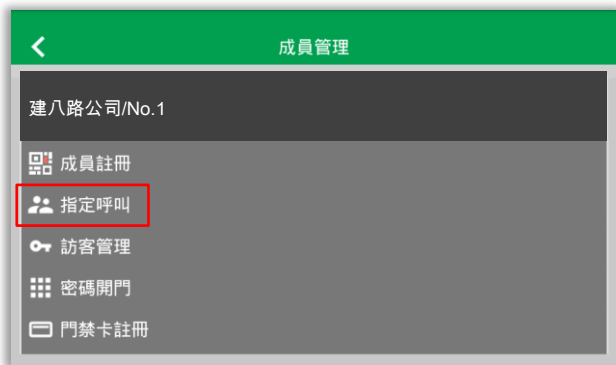 成員管理
建八路公司/No.1
成員註冊
指定呼叫
訪客管理
密碼開門
門禁卡註冊